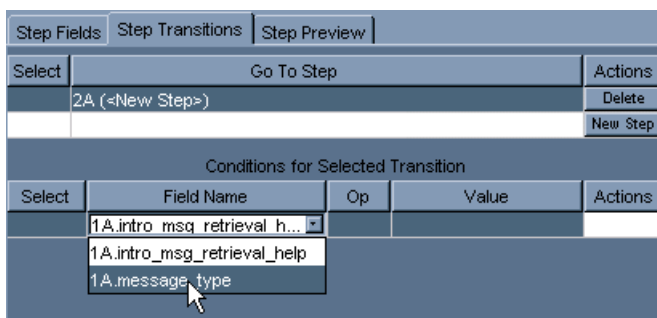 Step Fields Step Transitions Step Preview
Select Go To Step Actions
2A (<New Step>) Delete
New Step
Conditions for Selected Transition
Select Field Name Op Value Actions
1A.intro_msg_retrieval_h...
1A.intro_msg_retrieval_help
1A.message_type